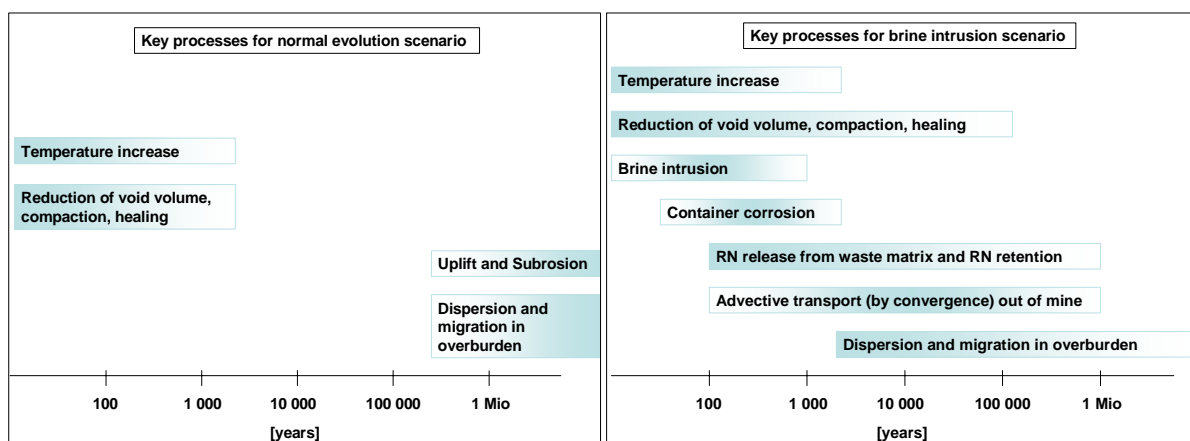 Key processes for normal evolution scenario
Temperature increase
Reduction of void volume,
compaction, healing
Uplift and Subrosion
Dispersion and
migration in
overburden
100
1 000
10 000
100 000
1 Mio
[years]
Key processes for brine intrusion scenario
Temperature increase
Reduction of void volume, compaction, healing
Brine intrusion
Container corrosion
RN release from waste matrix and RN retention
Advective transport (by convergence) out of mine
Dispersion and migration in overburden
100
1 000
10 000
100 000
1 Mio
[years]